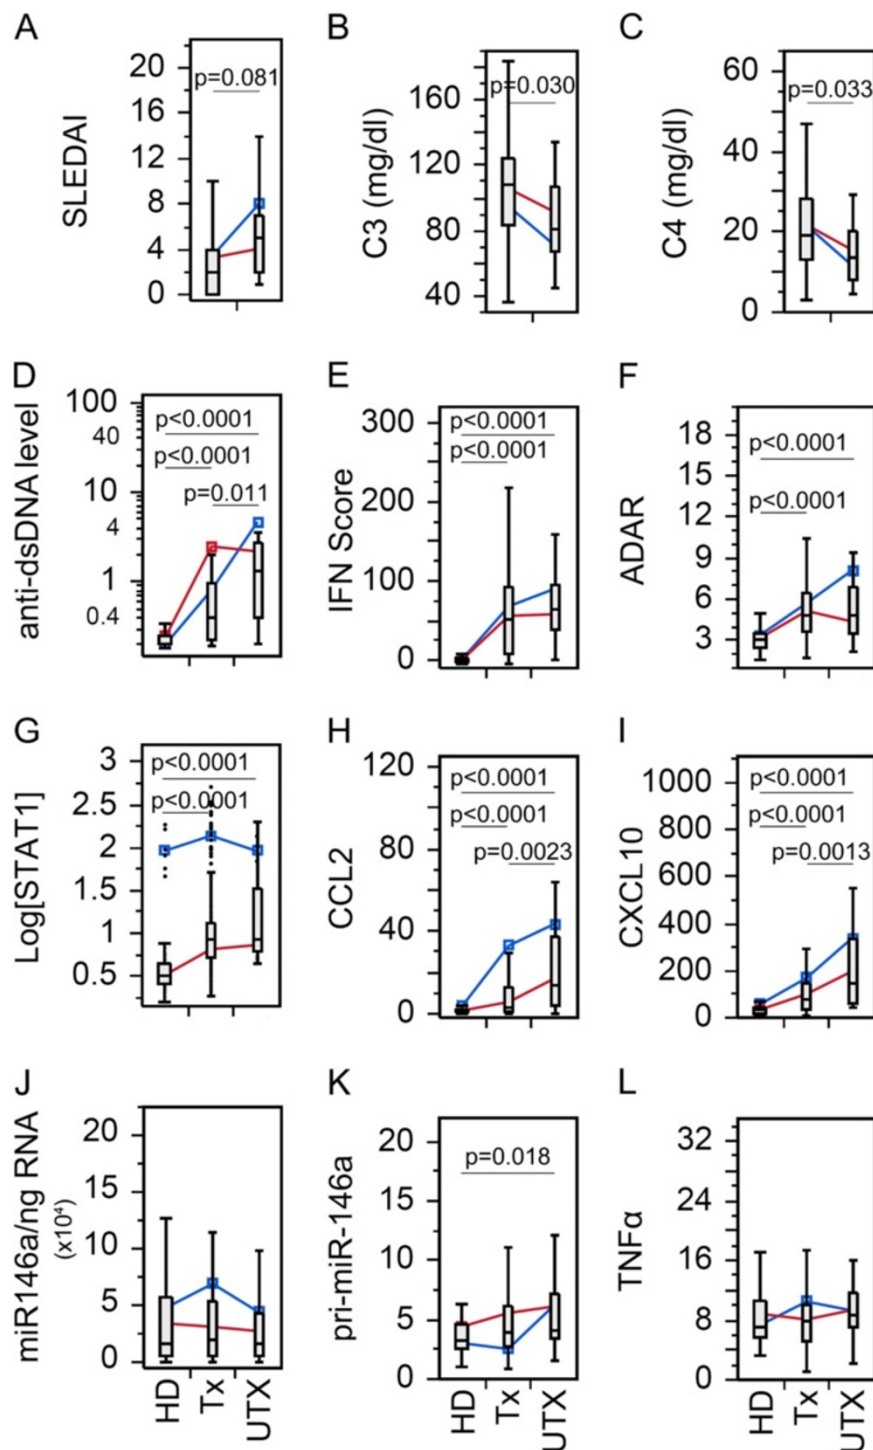 A
SLEDAI
20
16
12
8
4
0
p=0.081
B
C3 (mg/dl)
160
120
80
40
p=0.030
C
C4 (mg/dl)
60
40
20
0
p=0.033
D
anti-dsDNA level
100
40
10
4
1
0.4
p<0.0001
p<0.0001
p=0.011
E
IFN Score
300
200
100
0
p<0.0001
p<0.0001
F
ADAR
18
15
12
9
6
3
p<0.0001
p<0.0001
G
Log[STAT1]
3
2.5
2
1.5
1
0.5
p<0.0001
p<0.0001
H
CCL2
120
80
40
0
p<0.0001
p<0.0001
p=0.0023
I
CXCL10
1000
800
600
400
200
0
p<0.0001
p<0.0001
p=0.0013
J
miR146a/ng RNA
(x10⁴)
20
15
10
5
0
HD
Tx
UTX
K
pri-miR-146a
20
15
10
5
0
p=0.018
HD
Tx
UTX
L
TNFα
32
24
16
8
0
HD
Tx
UTX